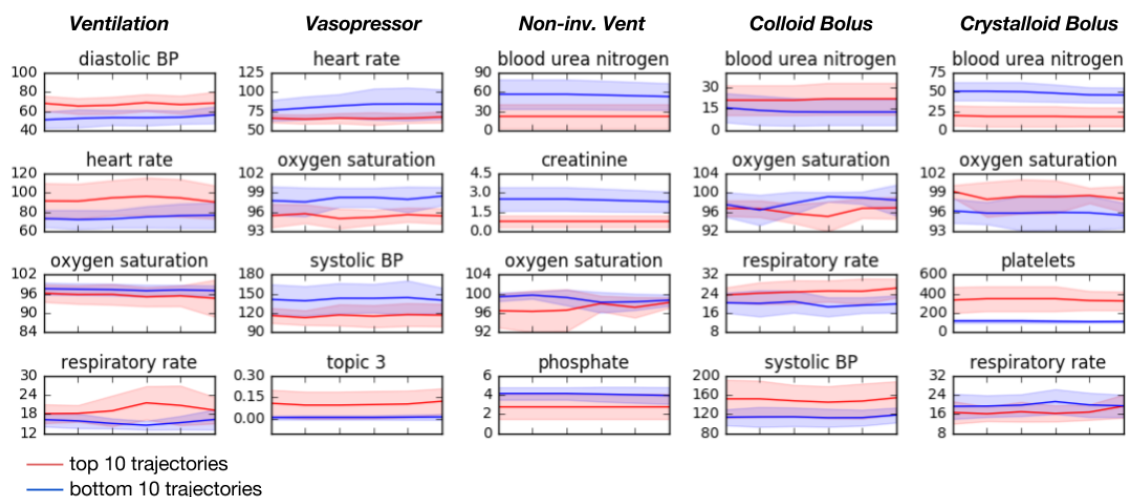 Ventilation Vasopressor Non-inv. Vent Colloid Bolus Crystalloid Bolus
diastolic BP heart rate blood urea nitrogen blood urea nitrogen blood urea nitrogen
100 125 90 75
80 100 60 30 50
60 75 30 15 25
40 50 0 0 0
heart rate oxygen saturation creatinine oxygen saturation oxygen saturation
120 102 4.5 104 102
100 99 3.0 100 99
80 96 1.5 96 96
60 93 0.0 92 93
oxygen saturation systolic BP oxygen saturation respiratory rate platelets
102 180 104 32 600
96 150 100 24 400
90 120 96 16 200
84 90 92 8 0
respiratory rate topic 3 phosphate systolic BP respiratory rate
30 0.30 6 200 32
24 0.15 4 160 24
18 0.00 2 120 16
12 0 80 8
top 10 trajectories
bottom 10 trajectories